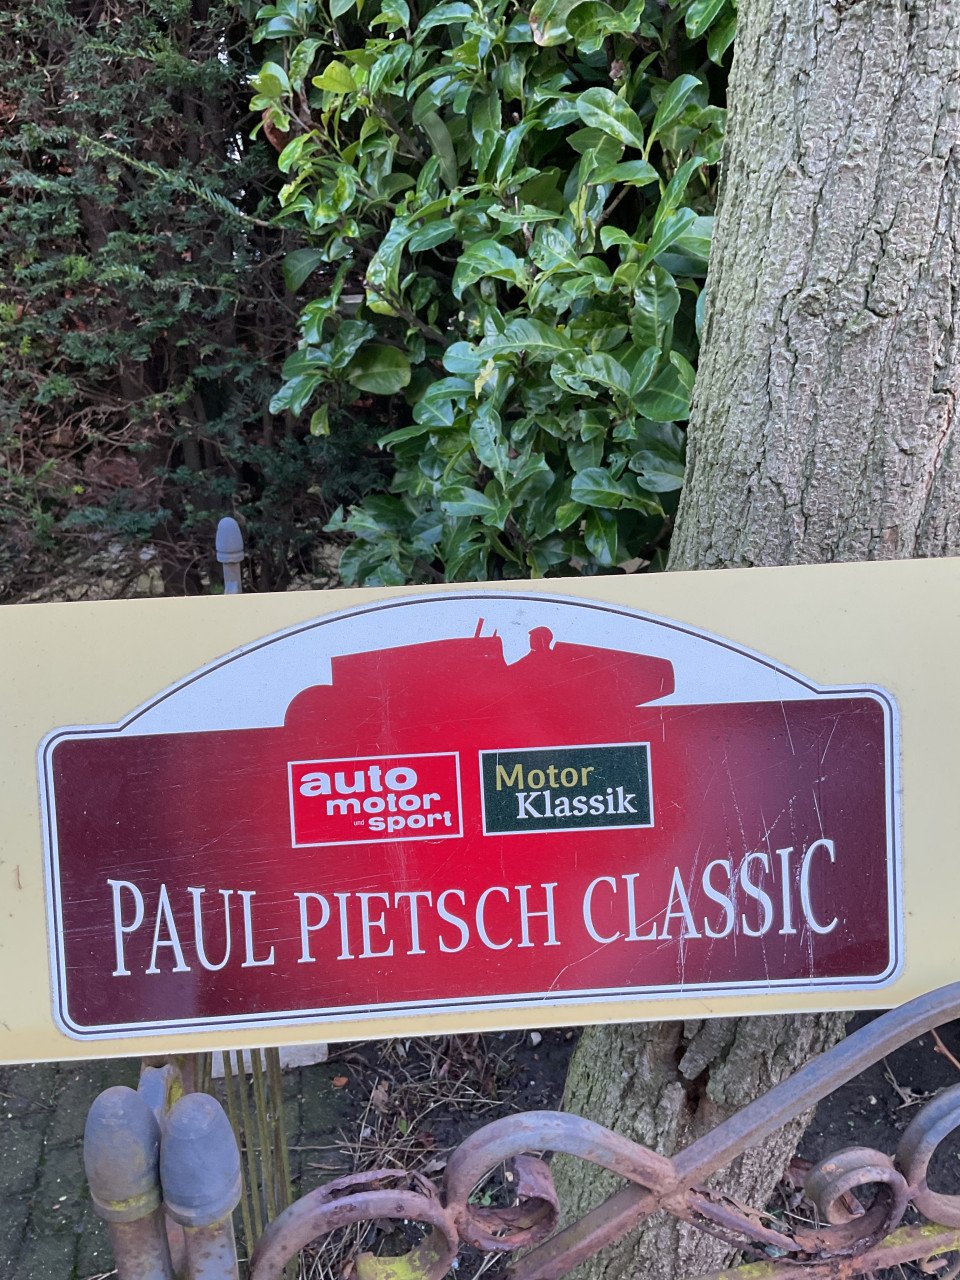 auto
motor
und sport
Motor
Klassik
PAUL PIETSCH CLASSIC